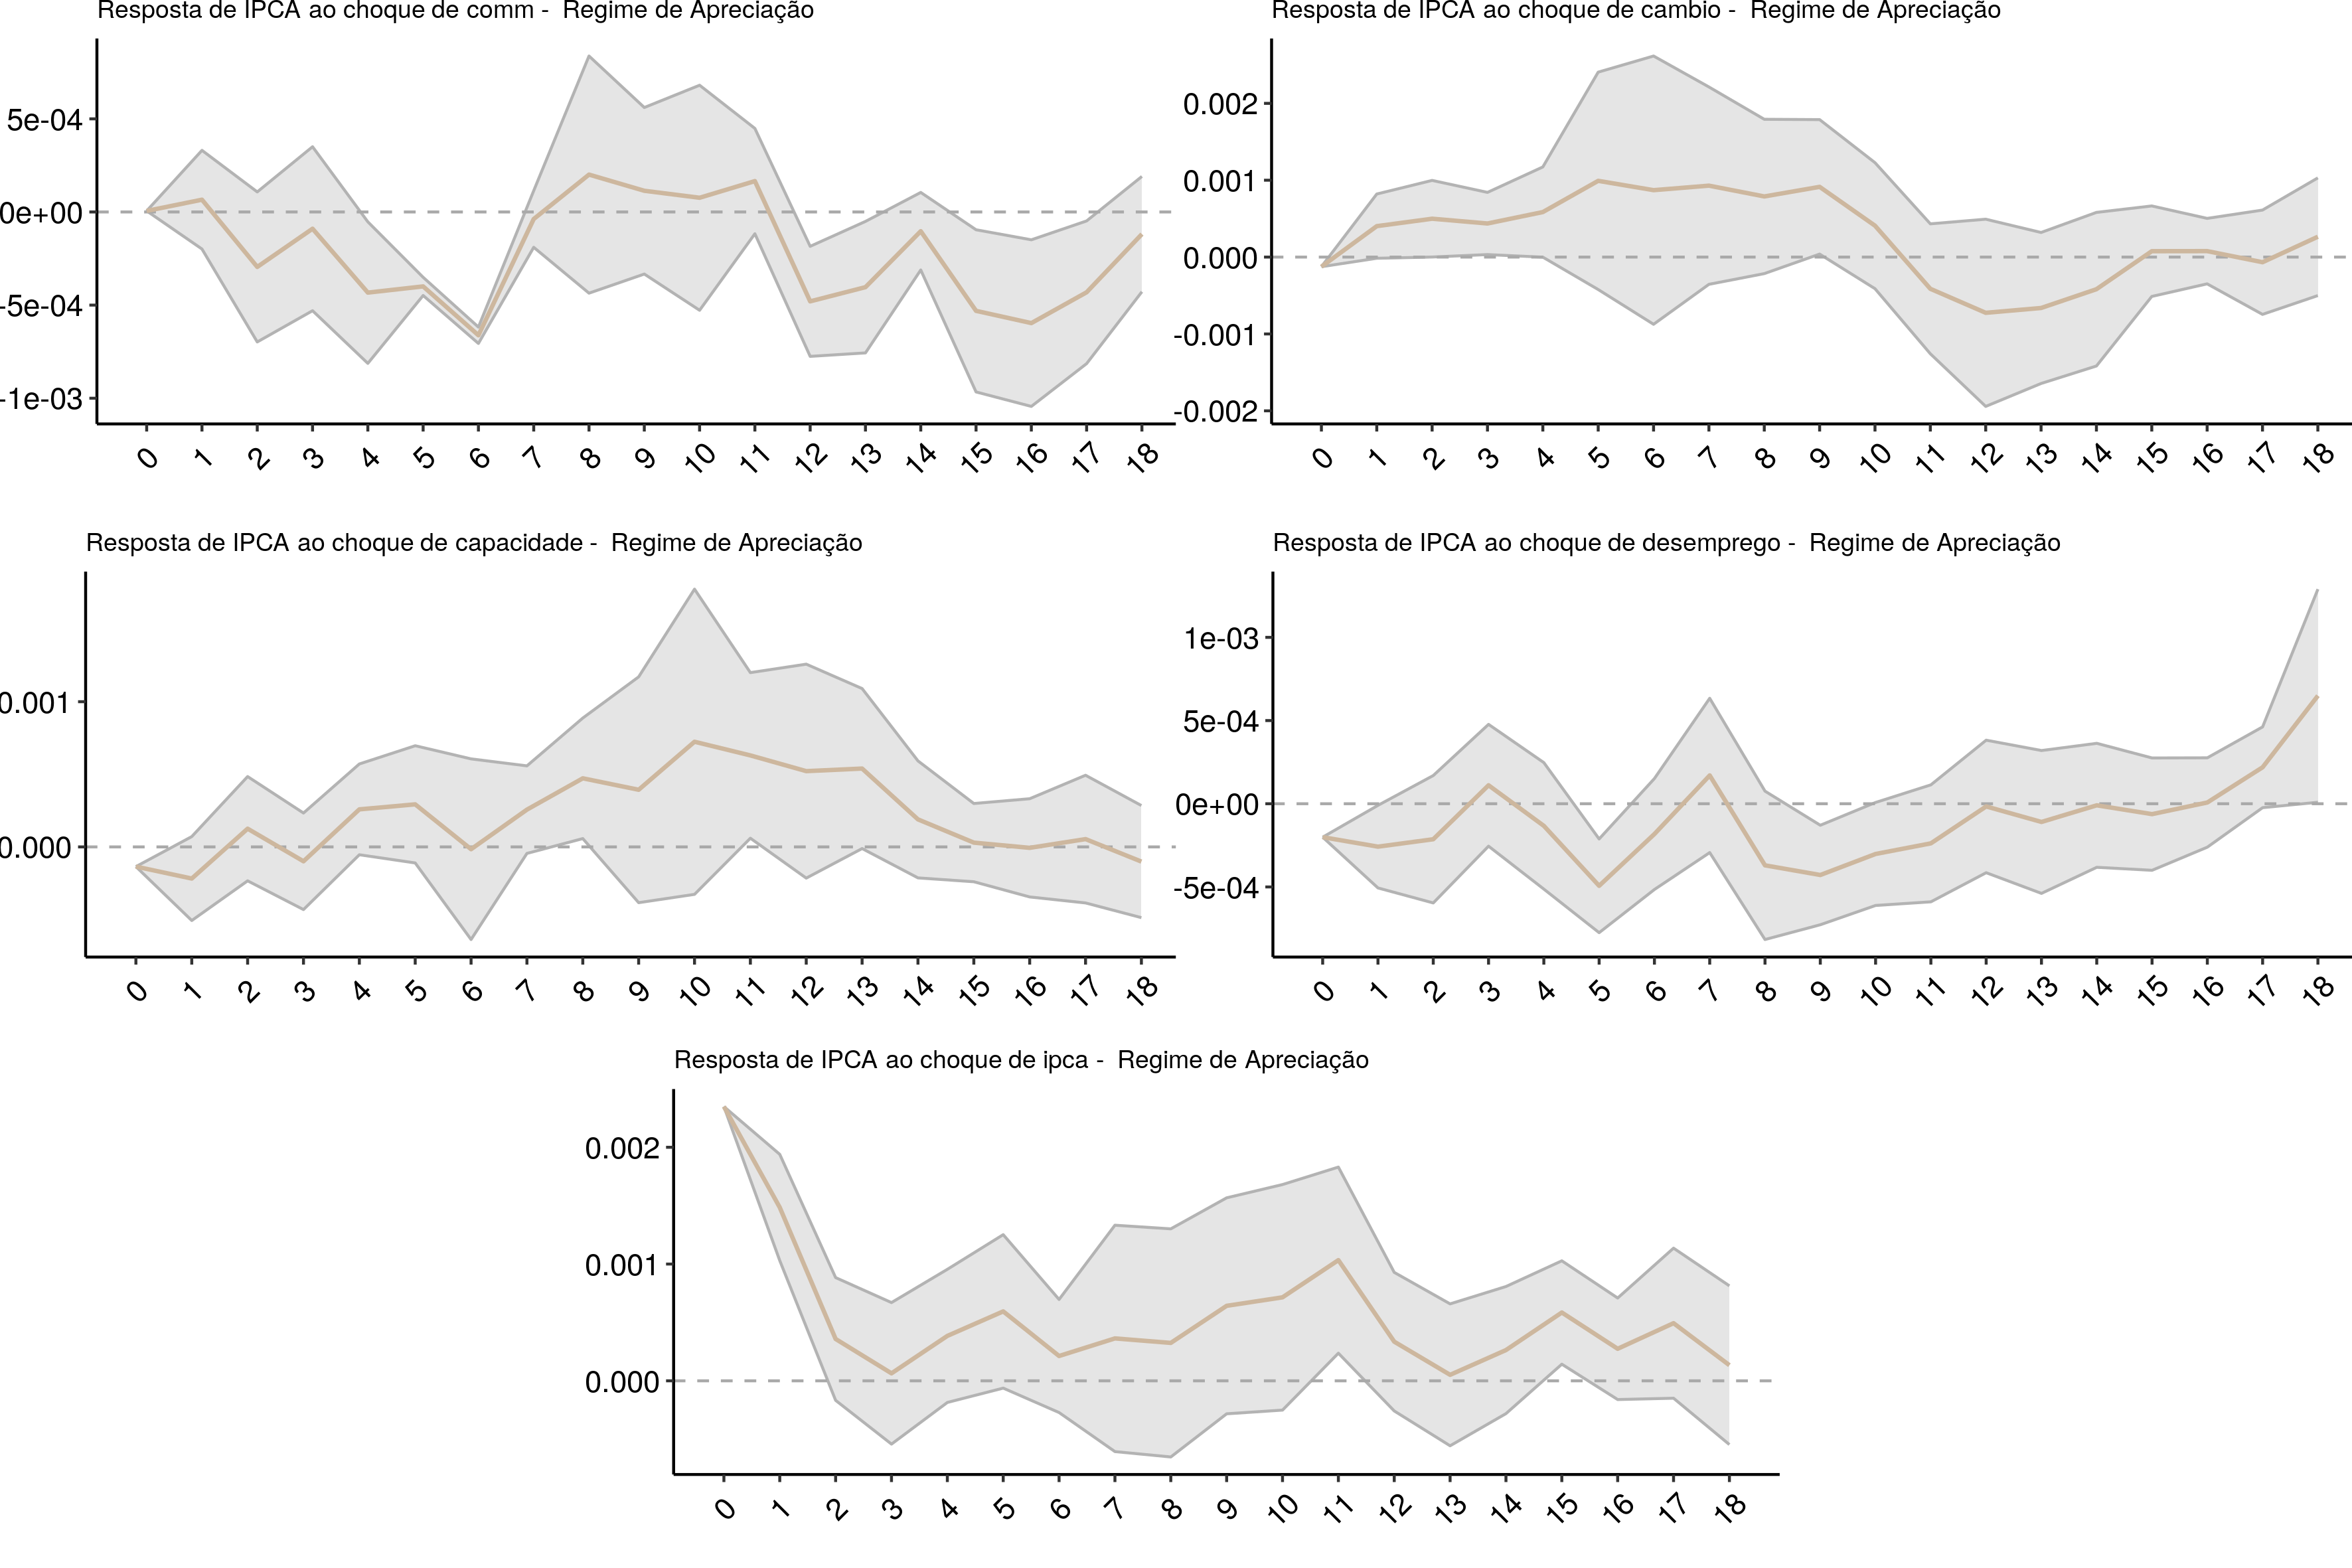 Resposta de IPCA ao choque de comm - Regime de Apreciação
5e-04
0e+00
-5e-04
-1e-03
0 1 2 3 4 5 6 7 8 9 10 11 12 13 14 15 16 17 18
Resposta de IPCA ao choque de cambio - Regime de Apreciação
0.002
0.001
0.000
-0.001
-0.002
0 1 2 3 4 5 6 7 8 9 10 11 12 13 14 15 16 17 18
Resposta de IPCA ao choque de capacidade - Regime de Apreciação
0.001
0.000
0 1 2 3 4 5 6 7 8 9 10 11 12 13 14 15 16 17 18
Resposta de IPCA ao choque de desemprego - Regime de Apreciação
1e-03
5e-04
0e+00
-5e-04
0 1 2 3 4 5 6 7 8 9 10 11 12 13 14 15 16 17 18
Resposta de IPCA ao choque de ipca - Regime de Apreciação
0.002
0.001
0.000
0 1 2 3 4 5 6 7 8 9 10 11 12 13 14 15 16 17 18